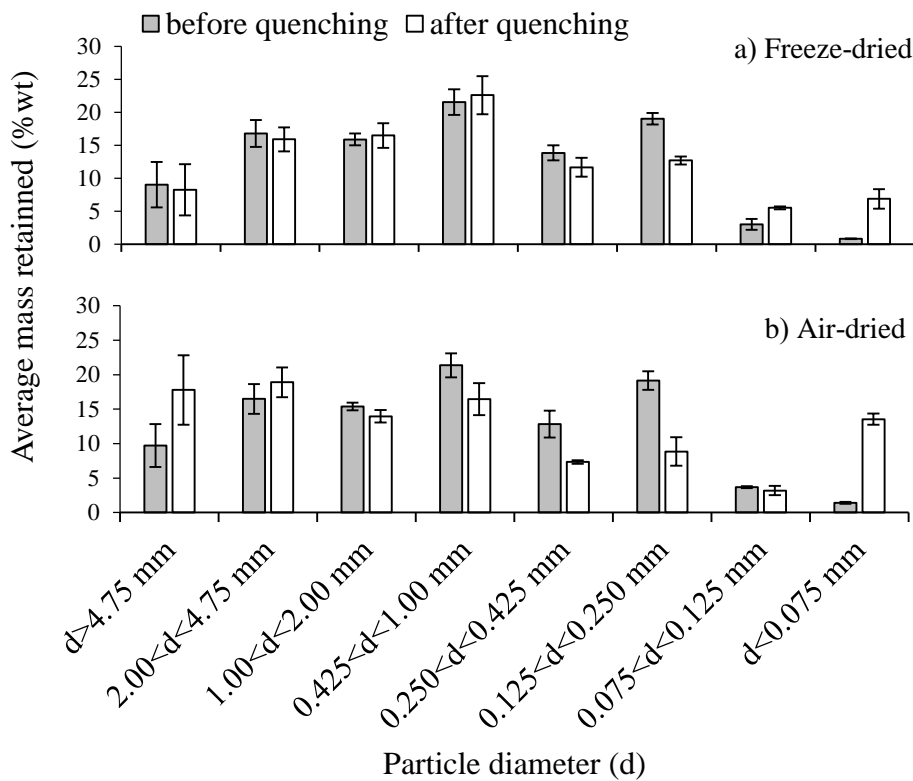 before quenching after quenching
a) Freeze-dried
30
25
20
15
10
5
0
b) Air-dried
30
25
20
15
10
5
0
Average mass retainned (% wt)
d>4.75 mm
2.00<d<4.75 mm
1.00<d<2.00 mm
0.425<d<1.00 mm
0.250<d<0.425 mm
0.125<d<0.250 mm
0.075<d<0.125 mm
d<0.075 mm
Particle diameter (d)